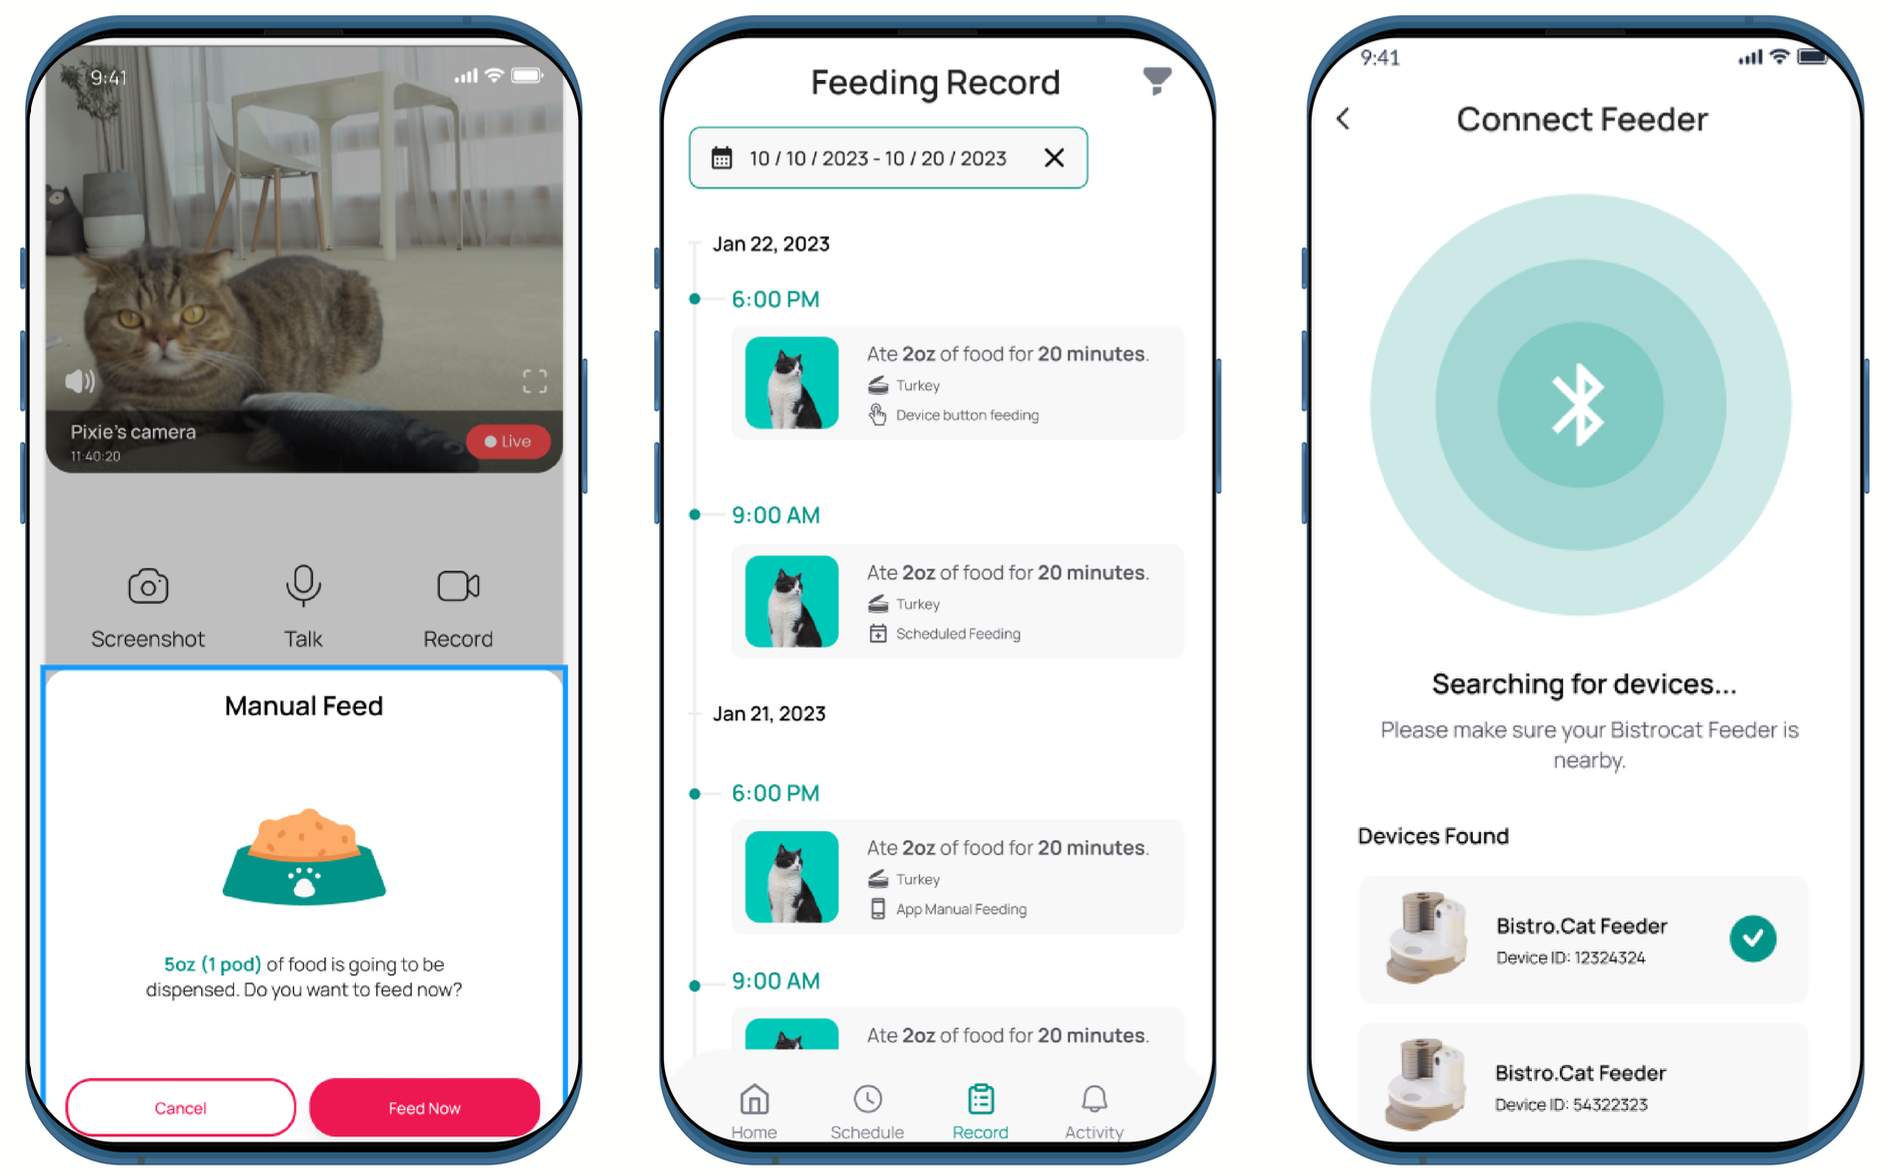 9:41
Pixie's camera
11:40:20
Live
Screenshot
Talk
Record
Manual Feed
5oz (1 pod) of food is going to be
dispensed. Do you want to feed now?
Cancel
Feed Now
Feeding Record
10 / 10 / 2023 - 10 / 20 / 2023
Jan 22, 2023
6:00 PM
Ate 2oz of food for 20 minutes.
Turkey
Device button feeding
9:00 AM
Ate 2oz of food for 20 minutes.
Turkey
Scheduled Feeding
Jan 21, 2023
6:00 PM
Ate 2oz of food for 20 minutes.
Turkey
App Manual Feeding
9:00 AM
Ate 2oz of food for 20 minutes.
Home
Schedule
Record
Activity
9:41
Connect Feeder
Searching for devices...
Please make sure your Bistrocat Feeder is
nearby.
Devices Found
Bistro.Cat Feeder
Device ID: 12324324
Bistro.Cat Feeder
Device ID: 54322323